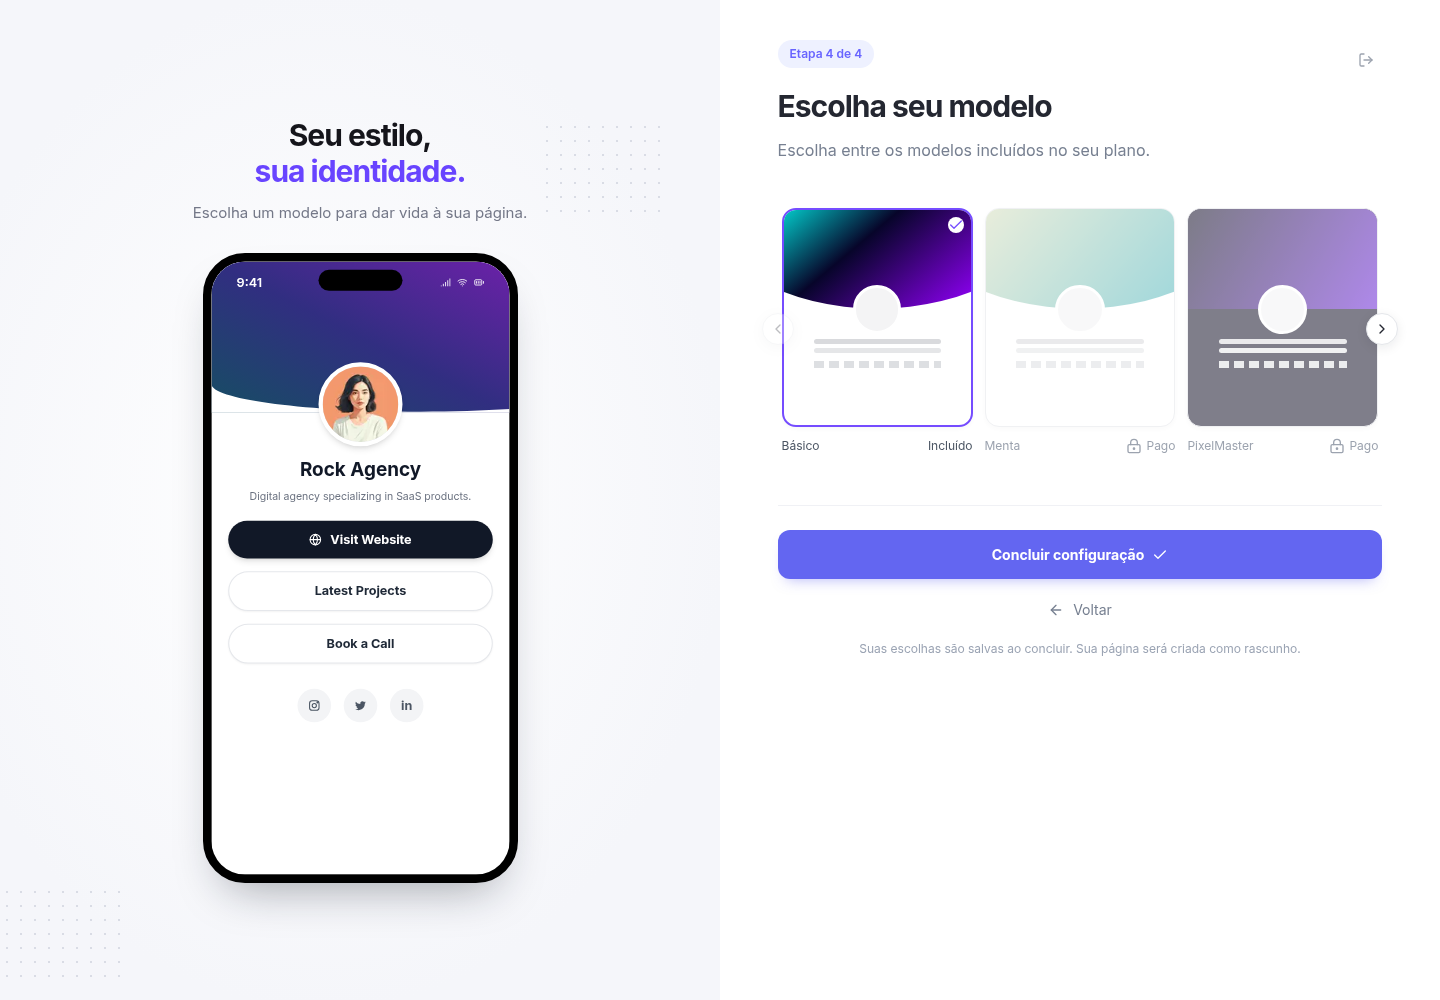 Seu estilo,
sua identidade.
Escolha um modelo para dar vida à sua página.
9:41
Rock Agency
Digital agency specializing in SaaS products.
Visit Website
Latest Projects
Book a Call
in
Etapa 4 de 4
Escolha seu modelo
Escolha entre os modelos incluídos no seu plano.
Básico
Incluído
Menta
Pago
PixelMaster
Pago
Concluir configuração
Voltar
Suas escolhas são salvas ao concluir. Sua página será criada como rascunho.